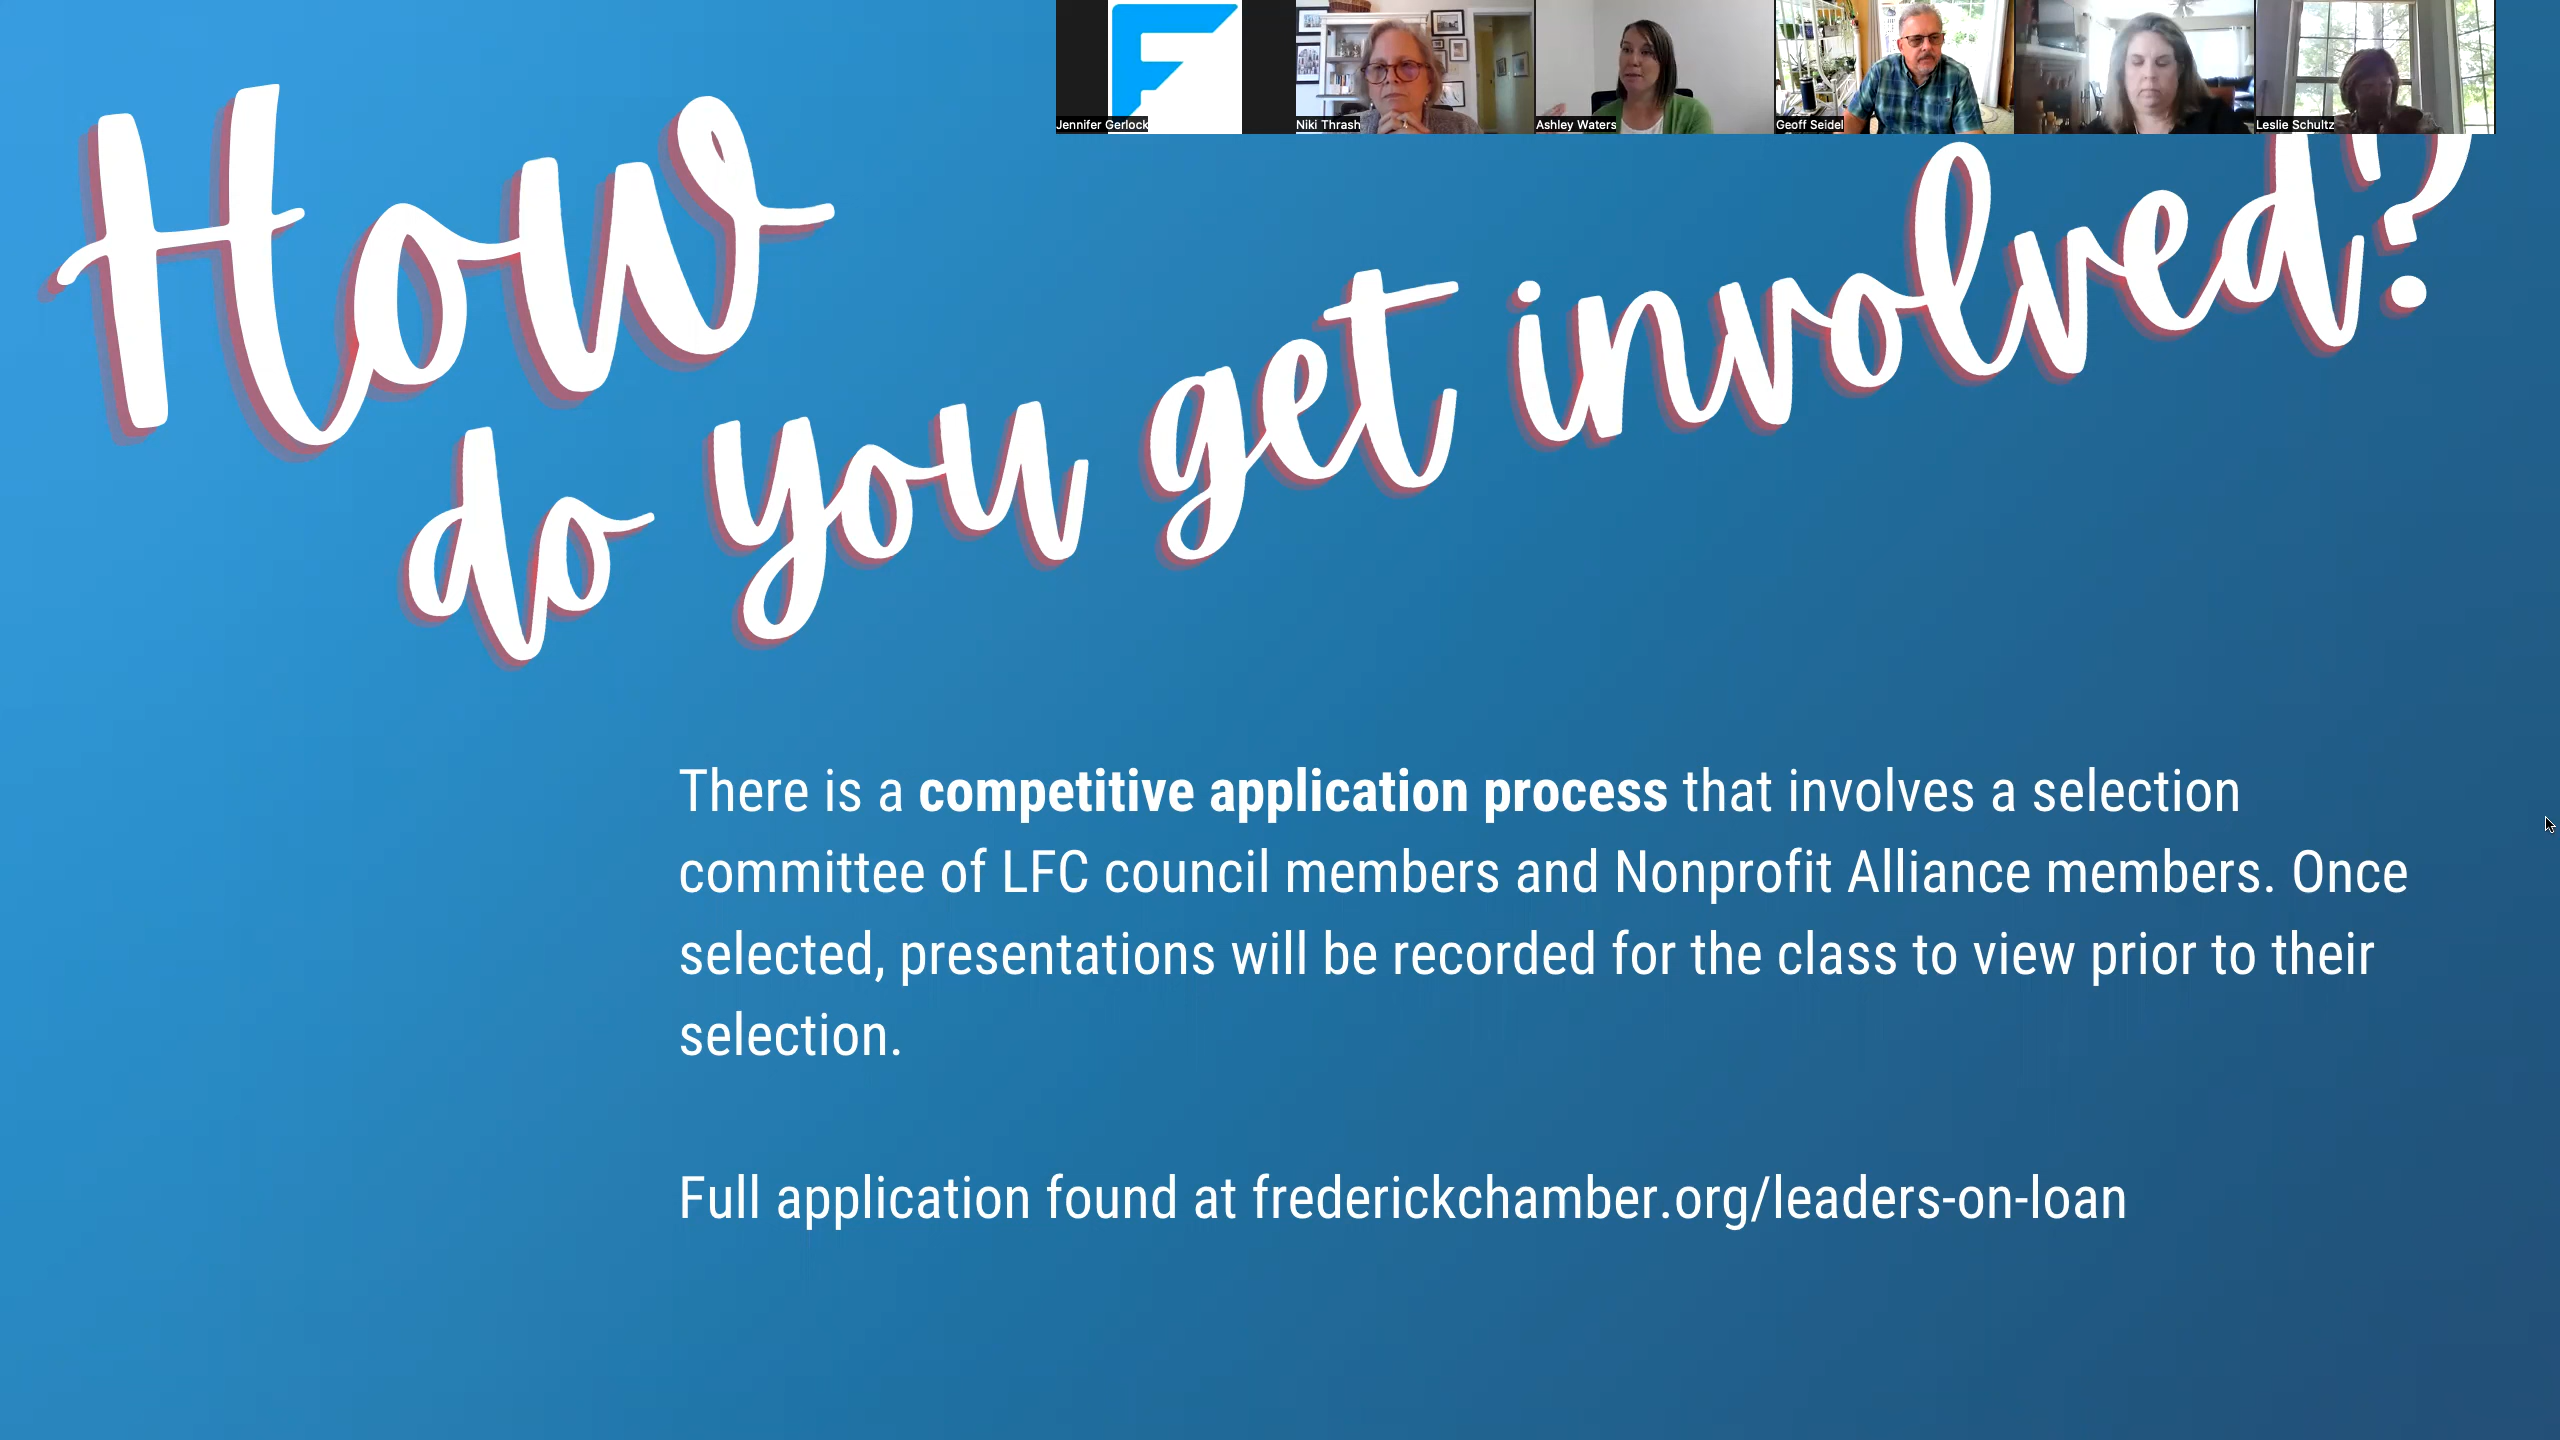 Jennifer Gerlock
Niki Thrash
Ashley Waters
Geoff Seidel
Leslie Schultz
How
do you get involved?
There is a competitive application process that involves a selection
committee of LFC council members and Nonprofit Alliance members. Once
selected, presentations will be recorded for the class to view prior to their
selection.
Full application found at frederickchamber.org/leaders-on-loan